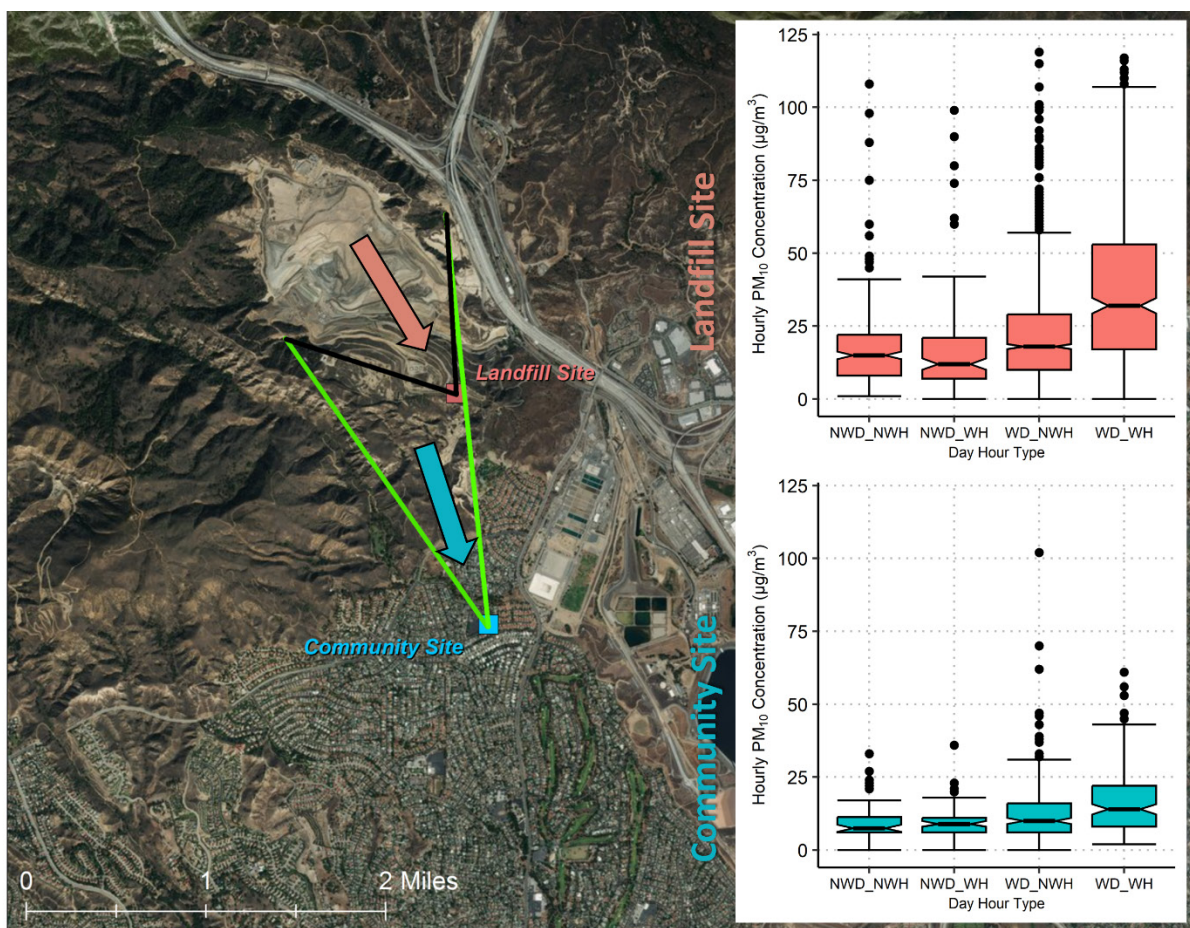 Landfill Site
Community Site
0 1 2 Miles
Landfill Site
Hourly PM₁₀ Concentration (µg/m³)
125
100
75
50
25
0
NWD_NWH NWD_WH WD_NWH WD_WH
Day Hour Type
Community Site
Hourly PM₁₀ Concentration (µg/m³)
125
100
75
50
25
0
NWD_NWH NWD_WH WD_NWH WD_WH
Day Hour Type